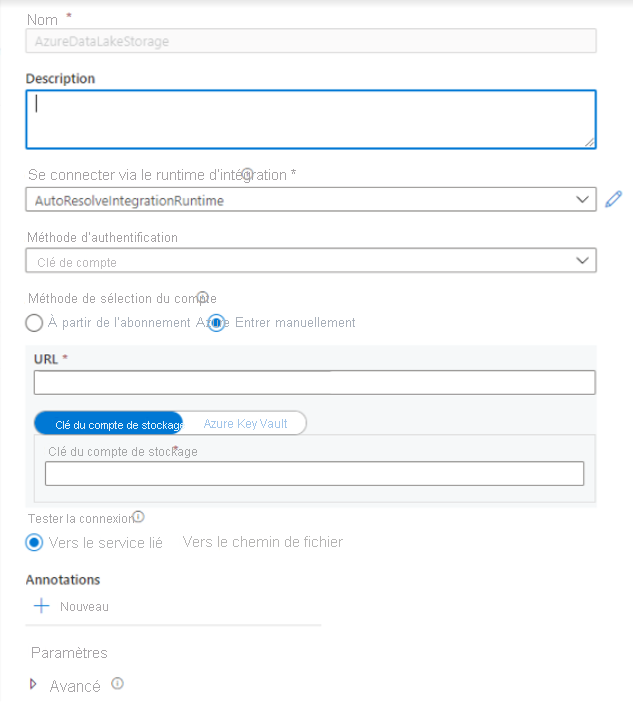 Nom *
AzureDataLakeStorage
Description
Se connecter via le runtime d'intégration *
AutoResolveIntegrationRuntime
Méthode d'authentification
Clé de compte
Méthode de sélection du compte
À partir de l'abonnement Azure Entrer manuellement
URL *
Clé du compte de stockage Azure Key Vault
Clé du compte de stockage *
Tester la connexion
Vers le service lié Vers le chemin de fichier
Annotations
Nouveau
Paramètres
Avancé